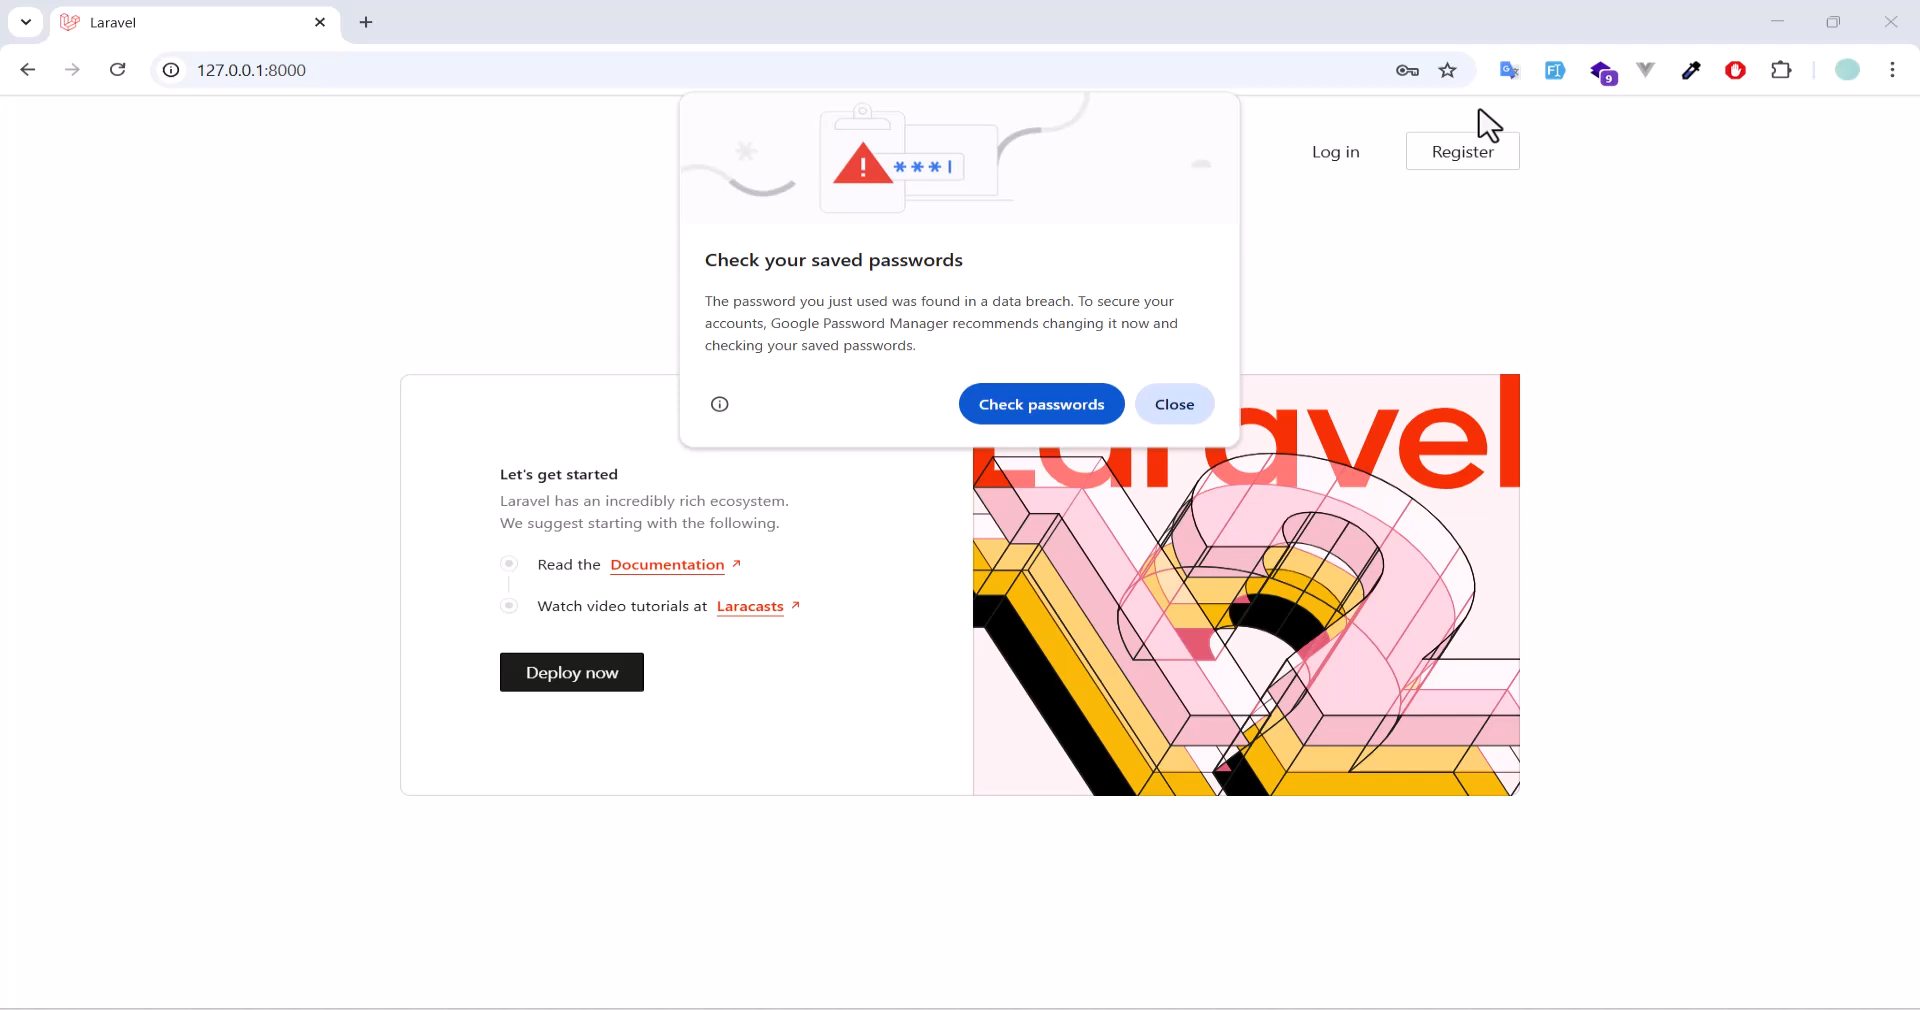 Laravel
127.0.0.1:8000
9
Log in
Register
***|
Check your saved passwords
The password you just used was found in a data breach. To secure your
accounts, Google Password Manager recommends changing it now and
checking your saved passwords.
Check passwords
Close
Laravel
Let's get started
Laravel has an incredibly rich ecosystem.
We suggest starting with the following.
Read the Documentation
Watch video tutorials at Laracasts
Deploy now